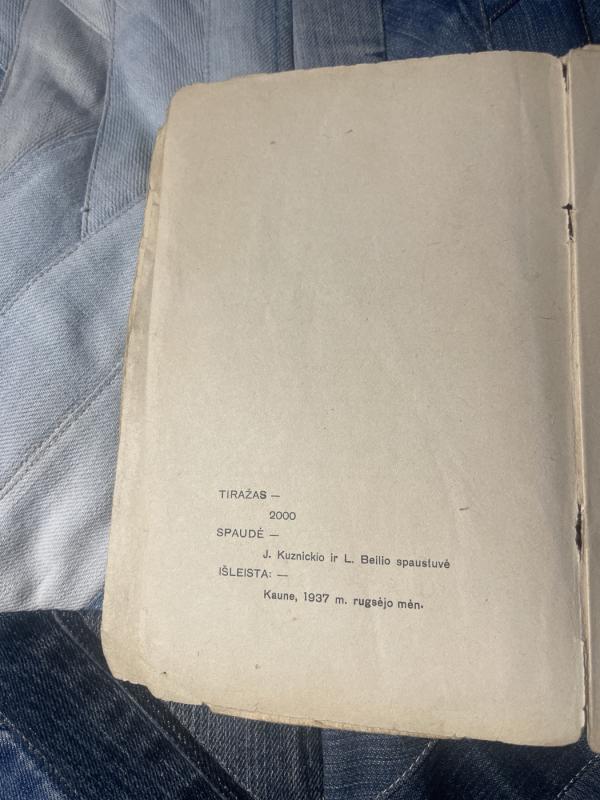 TIRAŽAS —
2000
SPAUDĖ —
J. Kuznickio ir L. Beilio spaustuvė
IŠLEISTA: —
Kaune, 1937 m. rugsėjo mėn.